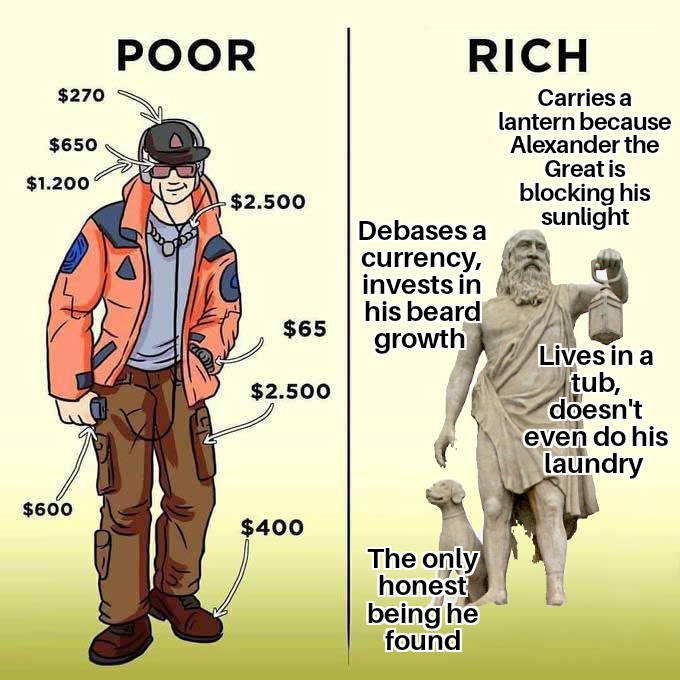 POOR
$270
$650
$1.200
$2.500
$65
$2.500
$600
$400
RICH
Carries a
lantern because
Alexander the
Great is
blocking his
sunlight
Debases a
currency,
invests in
his beard
growth
Lives in a
tub,
doesn't
even do his
laundry
The only
honest
being he
found